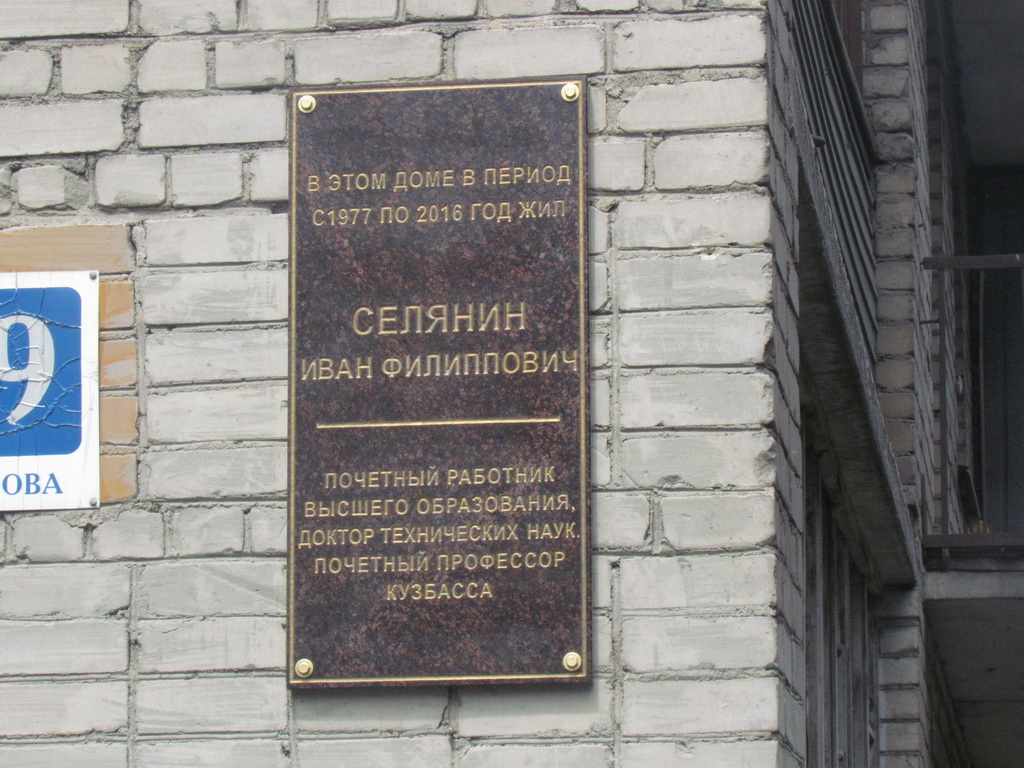 В ЭТОМ ДОМЕ В ПЕРИОД
С1977 ПО 2016 ГОД ЖИЛ
СЕЛЯНИН
ИВАН ФИЛИППОВИЧ
ПОЧЕТНЫЙ РАБОТНИК
ВЫСШЕГО ОБРАЗОВАНИЯ,
ДОКТОР ТЕХНИЧЕСКИХ НАУК.
ПОЧЕТНЫЙ ПРОФЕССОР
КУЗБАССА
9
ОВА